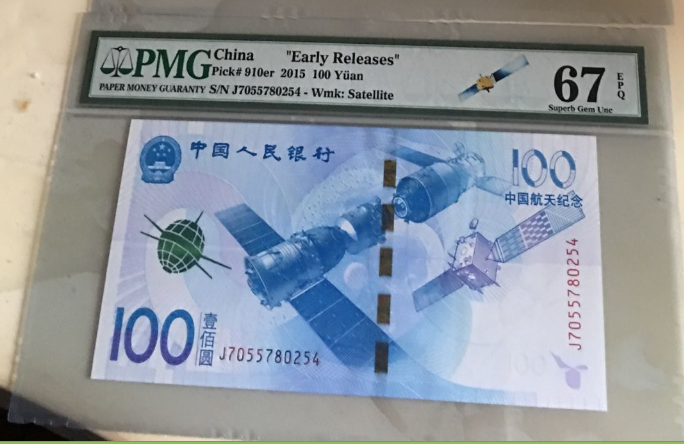 PMG China "Early Releases"
Pick# 910er 2015 100 Yüan
PAPER MONEY GUARANTY S/N J7055780254 - Wmk: Satellite
67 EPQ
Superb Gem Unc
中国人民银行
100
中国航天纪念
J7055780254
100 壹佰圆 J7055780254